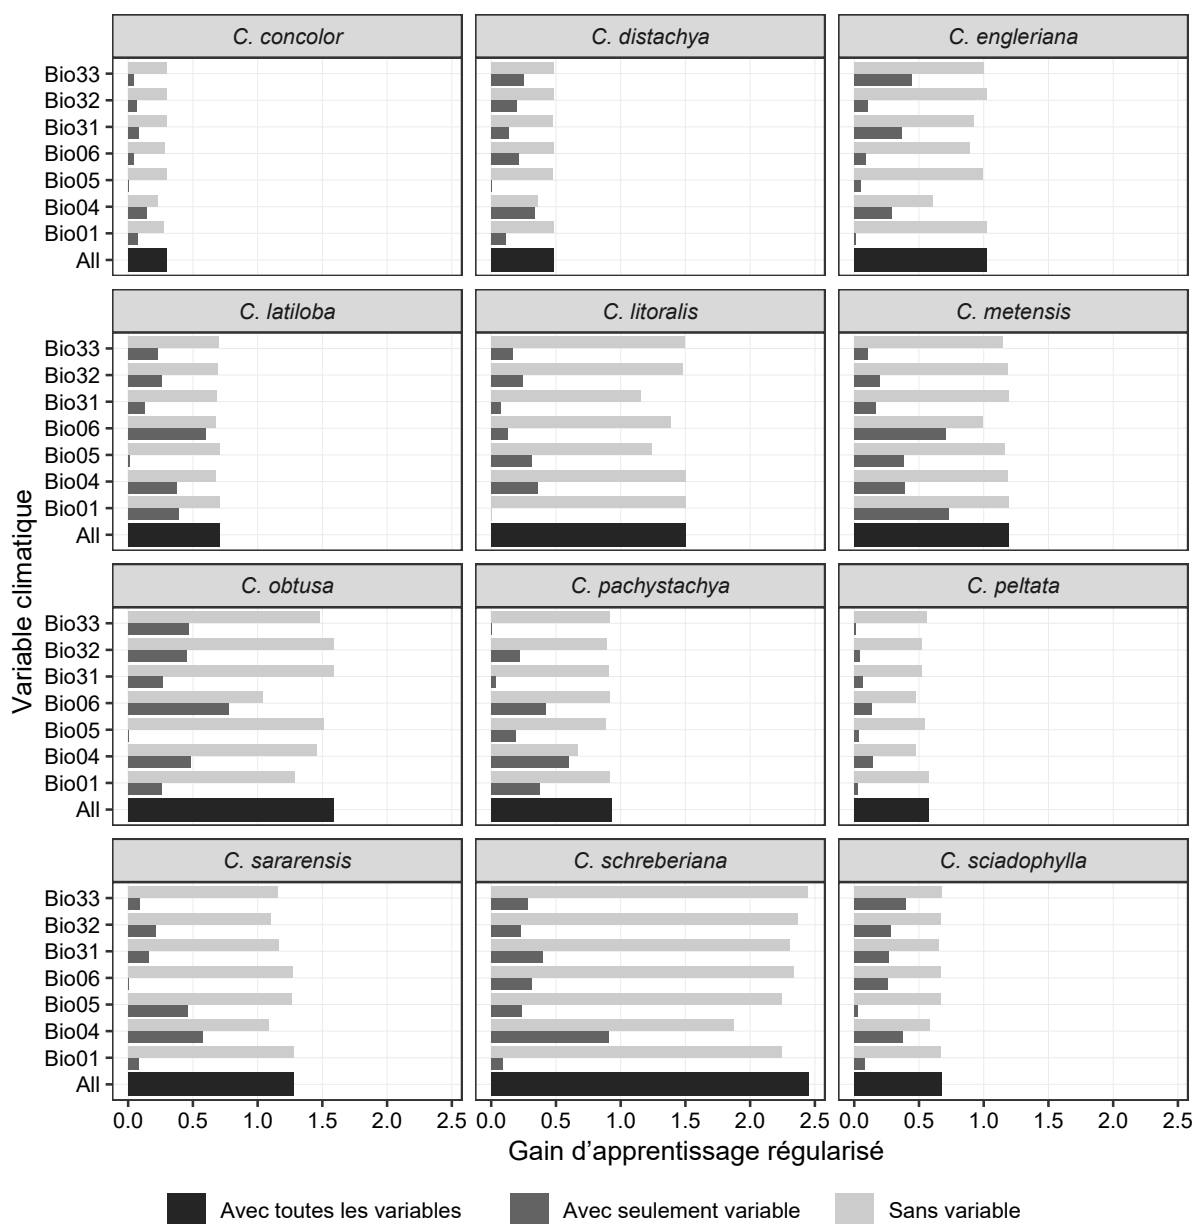 C. concolor C. distachya C. engleriana
Bio33
Bio32
Bio31
Bio06
Bio05
Bio04
Bio01
All
C. latiloba C. litoralis C. metensis
Bio33
Bio32
Bio31
Bio06
Bio05
Bio04
Bio01
All
Variable climatique
C. obtusa C. pachystachya C. peltata
Bio33
Bio32
Bio31
Bio06
Bio05
Bio04
Bio01
All
C. sararensis C. schreberiana C. sciadophylla
Bio33
Bio32
Bio31
Bio06
Bio05
Bio04
Bio01
All
0.0 0.5 1.0 1.5 2.0 2.5 0.0 0.5 1.0 1.5 2.0 2.5 0.0 0.5 1.0 1.5 2.0 2.5
Gain d’apprentissage régularisé
Avec toutes les variables Avec seulement variable Sans variable